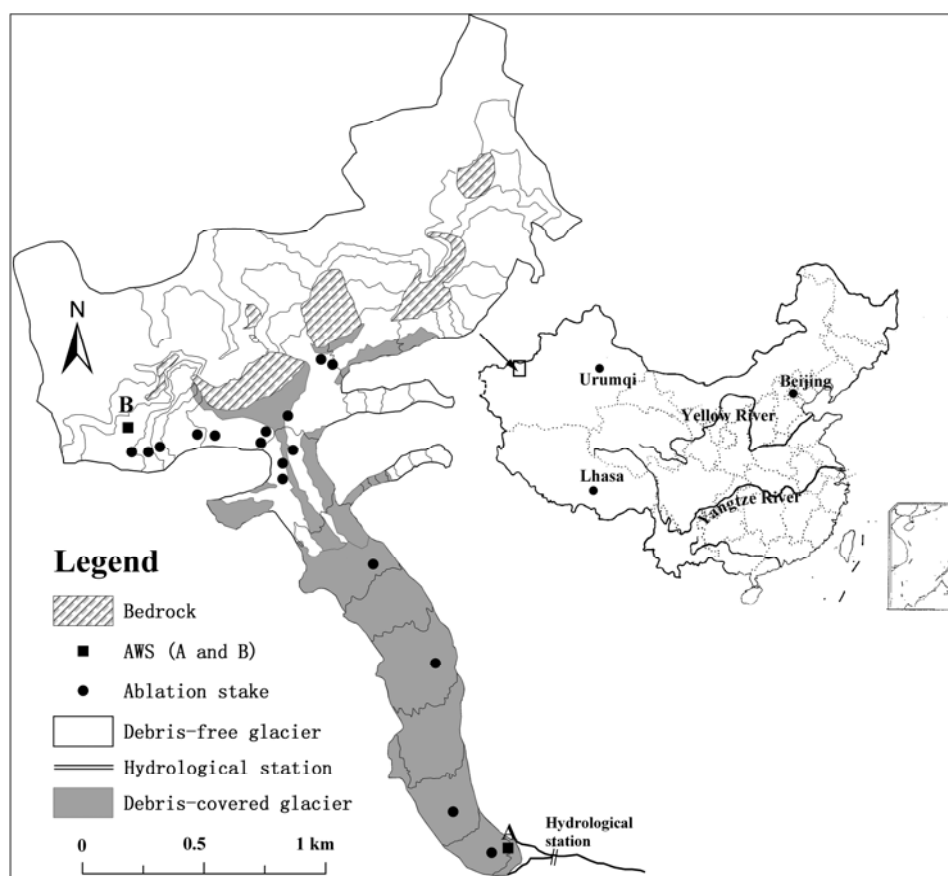 N
B
Urumqi
Beijing
Yellow River
Lhasa
Yangtze River
Legend
Bedrock
AWS (A and B)
Ablation stake
Debris-free glacier
Hydrological station
Debris-covered glacier
0 0.5 1 km
A
Hydrological
station